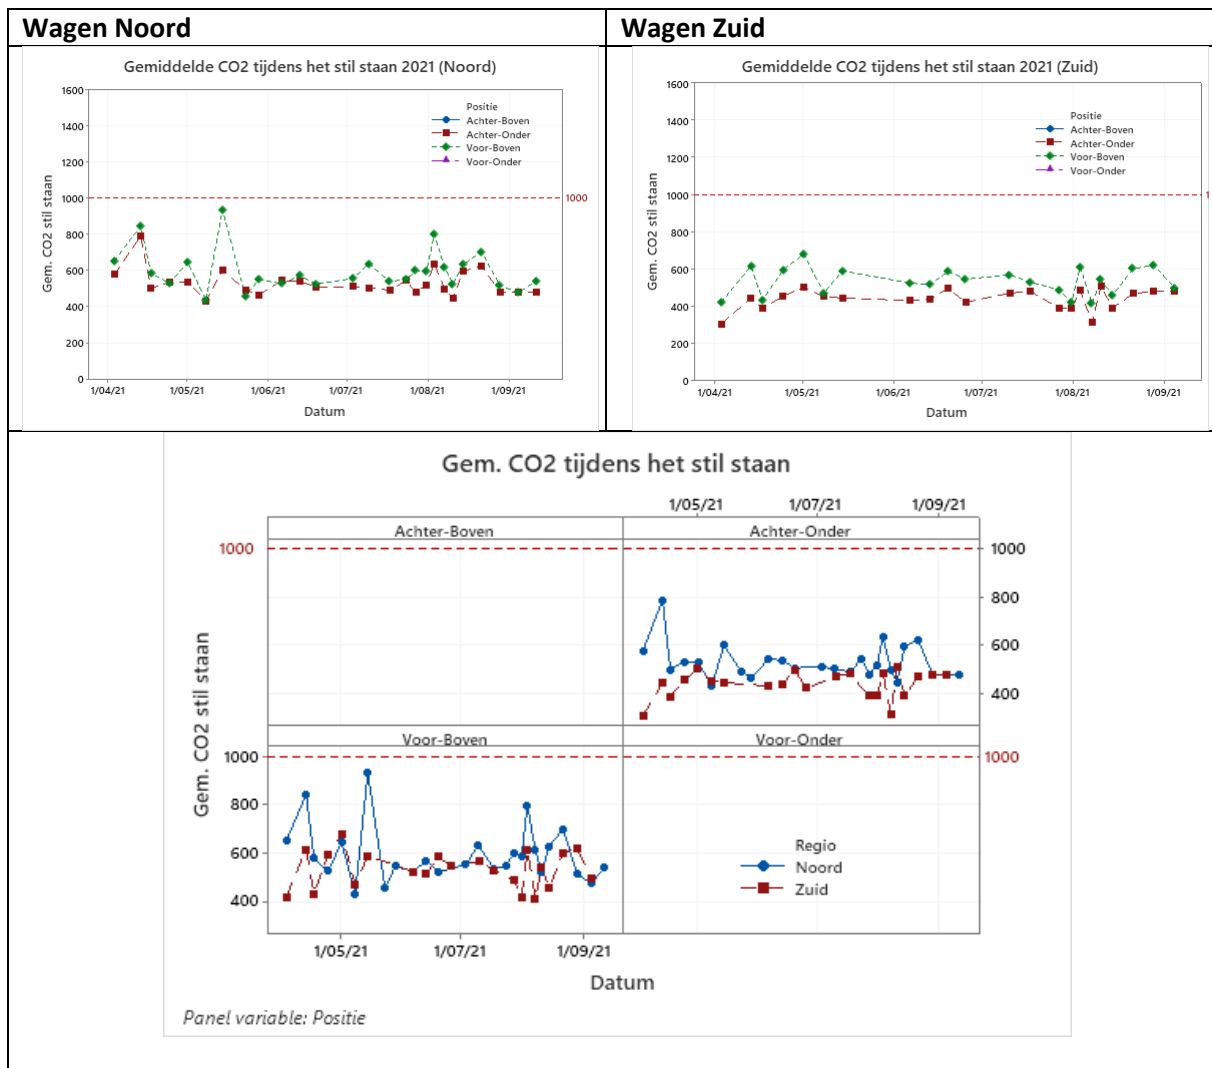 Wagen Noord
Wagen Zuid
Gemiddelde CO2 tijdens het stil staan 2021 (Noord)
Gem. CO2 stil staan
1600
1400
1200
1000
800
600
400
200
0
Positie
Achter-Boven
Achter-Onder
Voor-Boven
Voor-Onder
1000
1/04/21 1/05/21 1/06/21 1/07/21 1/08/21 1/09/21
Datum
Gemiddelde CO2 tijdens het stil staan 2021 (Zuid)
Gem. CO2 stil staan
1600
1400
1200
1000
800
600
400
200
0
Positie
Achter-Boven
Achter-Onder
Voor-Boven
Voor-Onder
1
1/04/21 1/05/21 1/06/21 1/07/21 1/08/21 1/09/21
Datum
Gem. CO2 tijdens het stil staan
1/05/21 1/07/21 1/09/21
Achter-Boven Achter-Onder
1000
1000
800
600
400
Gem. CO2 stil staan
Voor-Boven Voor-Onder
1000
800
600
400
1000
Regio
Noord
Zuid
1/05/21 1/07/21 1/09/21
Datum
Panel variable: Positie